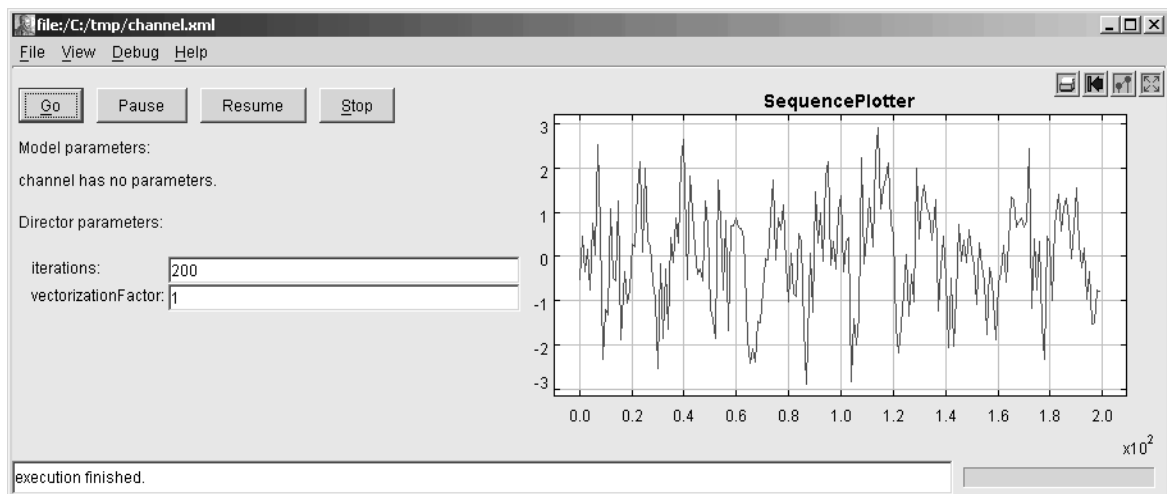 file:/C:/tmp/channel.xml
File View Debug Help
Go Pause Resume Stop
Model parameters:
channel has no parameters.
Director parameters:
iterations: 200
vectorizationFactor: 1
SequencePlotter
3
2
1
0
-1
-2
-3
0.0 0.2 0.4 0.6 0.8 1.0 1.2 1.4 1.6 1.8 2.0
x10²
execution finished.